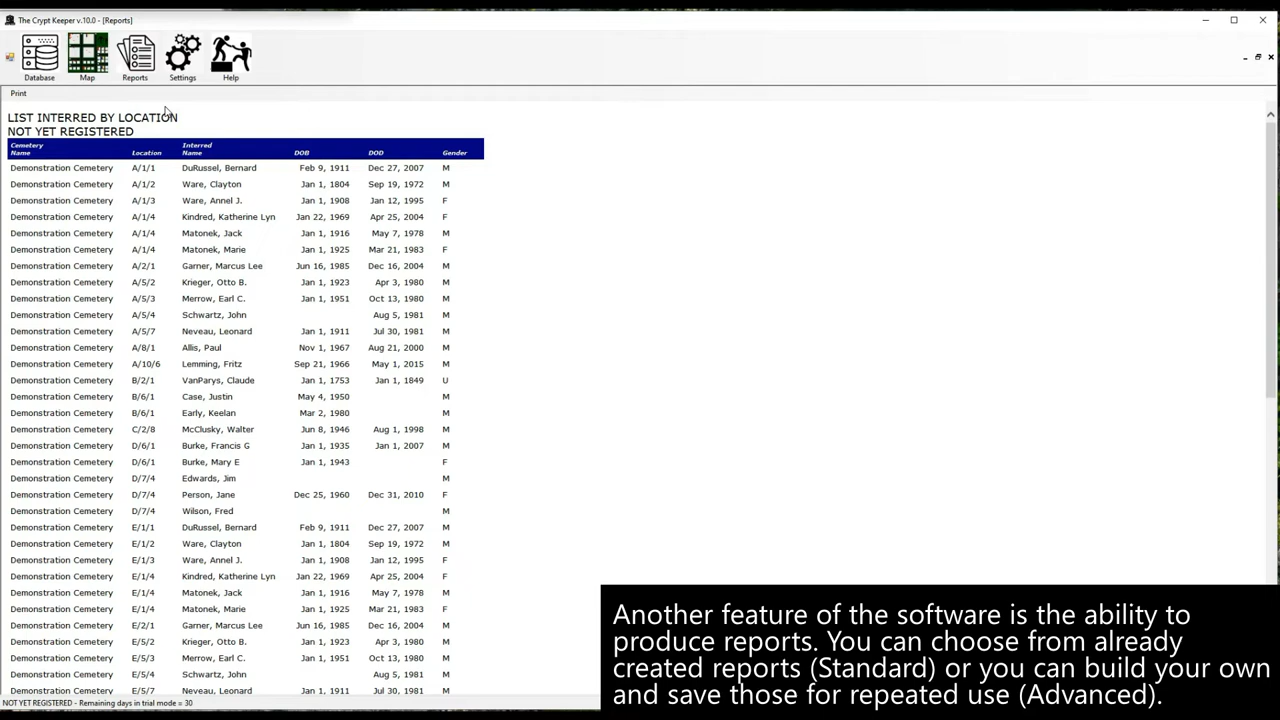 The Crypt Keeper v.10.0 - [Reports]
Database Map Reports Settings Help
Print
LIST INTERRED BY LOCATION
NOT YET REGISTERED
Cemetery Name Location Interred Name DOB DOD Gender
Demonstration Cemetery A/1/1 DuRussel, Bernard Feb 9, 1911 Dec 27, 2007 M
Demonstration Cemetery A/1/2 Ware, Clayton Jan 1, 1804 Sep 19, 1972 M
Demonstration Cemetery A/1/3 Ware, Annel J. Jan 1, 1908 Jan 12, 1995 F
Demonstration Cemetery A/1/4 Kindred, Katherine Lyn Jan 22, 1969 Apr 25, 2004 F
Demonstration Cemetery A/1/4 Matonek, Jack Jan 1, 1916 May 7, 1978 M
Demonstration Cemetery A/1/4 Matonek, Marie Jan 1, 1925 Mar 21, 1983 F
Demonstration Cemetery A/2/1 Garner, Marcus Lee Jun 16, 1985 Dec 16, 2004 M
Demonstration Cemetery A/5/2 Krieger, Otto B. Jan 1, 1923 Apr 3, 1980 M
Demonstration Cemetery A/5/3 Merrow, Earl C. Jan 1, 1951 Oct 13, 1980 M
Demonstration Cemetery A/5/4 Schwartz, John Aug 5, 1981 M
Demonstration Cemetery A/5/7 Neveau, Leonard Jan 1, 1911 Jul 30, 1981 M
Demonstration Cemetery A/8/1 Allis, Paul Nov 1, 1967 Aug 21, 2000 M
Demonstration Cemetery A/10/6 Lemming, Fritz Sep 21, 1966 May 1, 2015 M
Demonstration Cemetery B/2/1 VanParys, Claude Jan 1, 1753 Jan 1, 1849 U
Demonstration Cemetery B/6/1 Case, Justin May 4, 1950 M
Demonstration Cemetery B/6/1 Early, Keelan Mar 2, 1980 M
Demonstration Cemetery C/2/8 McClusky, Walter Jun 8, 1946 Aug 1, 1998 M
Demonstration Cemetery D/6/1 Burke, Francis G Jan 1, 1935 Jan 1, 2007 M
Demonstration Cemetery D/6/1 Burke, Mary E Jan 1, 1943 F
Demonstration Cemetery D/7/4 Edwards, Jim M
Demonstration Cemetery D/7/4 Person, Jane Dec 25, 1960 Dec 31, 2010 F
Demonstration Cemetery D/7/4 Wilson, Fred M
Demonstration Cemetery E/1/1 DuRussel, Bernard Feb 9, 1911 Dec 27, 2007 M
Demonstration Cemetery E/1/2 Ware, Clayton Jan 1, 1804 Sep 19, 1972 M
Demonstration Cemetery E/1/3 Ware, Annel J. Jan 1, 1908 Jan 12, 1995 F
Demonstration Cemetery E/1/4 Kindred, Katherine Lyn Jan 22, 1969 Apr 25, 2004 F
Demonstration Cemetery E/1/4 Matonek, Jack Jan 1, 1916 May 7, 1978 M
Demonstration Cemetery E/1/4 Matonek, Marie Jan 1, 1925 Mar 21, 1983 F
Demonstration Cemetery E/2/1 Garner, Marcus Lee Jun 16, 1985 Dec 16, 2004 M
Demonstration Cemetery E/5/2 Krieger, Otto B. Jan 1, 1923 Apr 3, 1980 M
Demonstration Cemetery E/5/3 Merrow, Earl C. Jan 1, 1951 Oct 13, 1980 M
Demonstration Cemetery E/5/4 Schwartz, John Aug 5, 1981 M
Demonstration Cemetery E/5/7 Neveau, Leonard Jan 1, 1911 Jul 30, 1981 M
NOT YET REGISTERED - Remaining days in trial mode = 30
Another feature of the software is the ability to
produce reports. You can choose from already
created reports (Standard) or you can build your own
and save those for repeated use (Advanced).